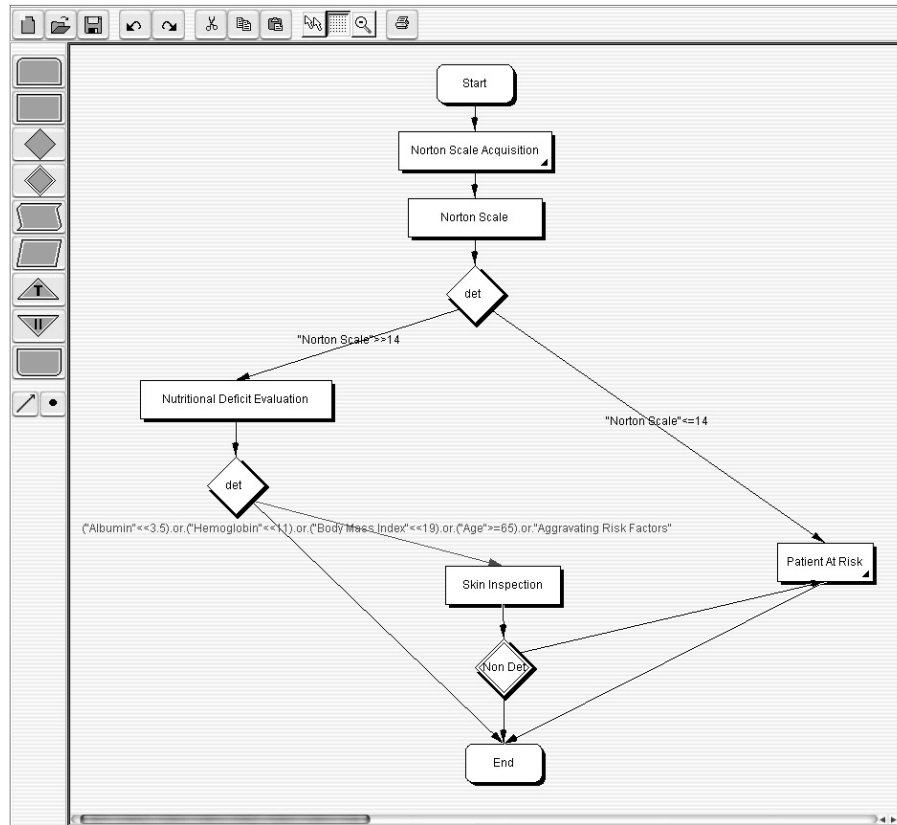 Start
Norton Scale Acquisition
Norton Scale
det
"Norton Scale">>14
Nutritional Deficit Evaluation
"Norton Scale"<=14
det
("Albumin"<<3.5).or.("Hemoglobin"<<11).or.("Body Mass Index"<<19).or.("Age">=65).or."Aggravating Risk Factors"
Patient At Risk
Skin Inspection
Non Det
End
T
II